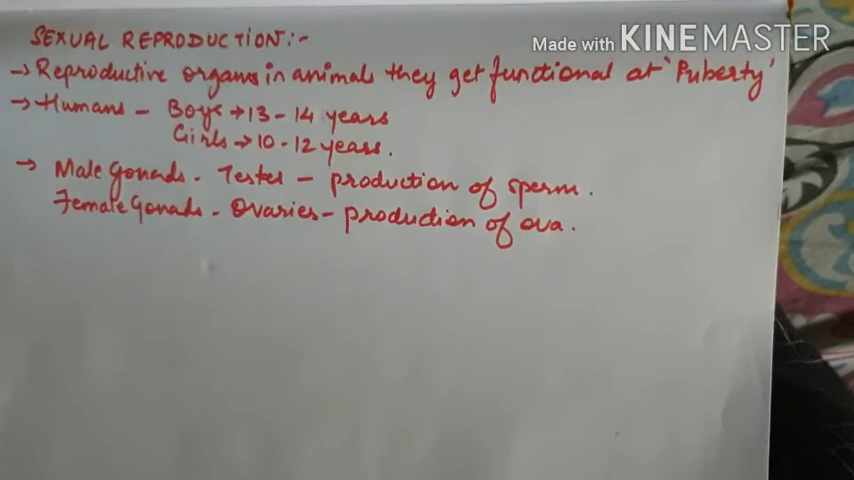 Made with KINEMASTER
SEXUAL REPRODUCTION:-
→ Reproductive organs in animals they get functional at 'Puberty'
→ Humans - Boys → 13 - 14 years
Girls → 10 - 12 years.
→ Male Gonads - Testes - production of sperm.
Female Gonads - Ovaries - production of ova.